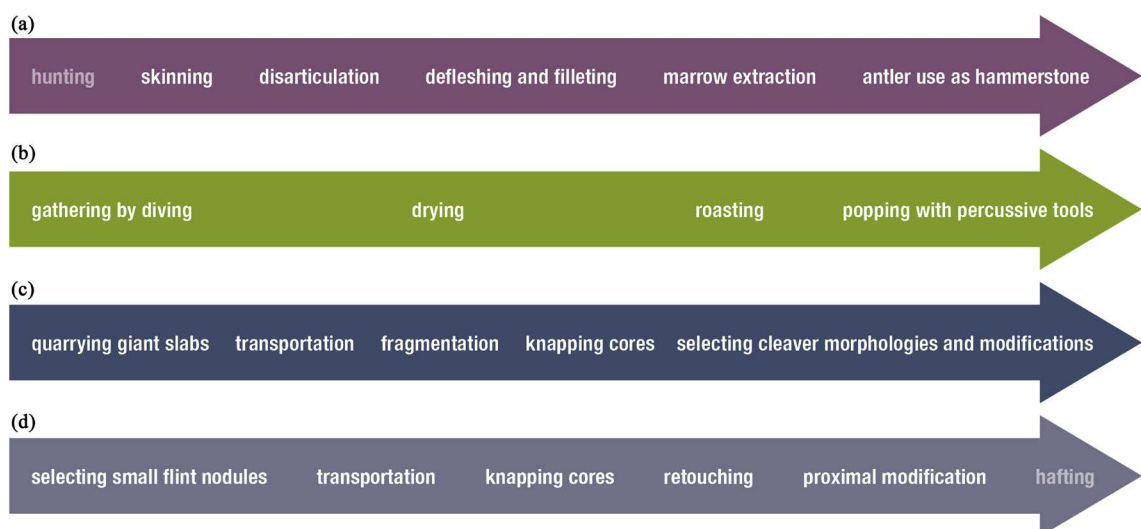 (a)
hunting skinning disarticulation defleshing and filleting marrow extraction antler use as hammerstone
(b)
gathering by diving drying roasting popping with percussive tools
(c)
quarrying giant slabs transportation fragmentation knapping cores selecting cleaver morphologies and modifications
(d)
selecting small flint nodules transportation knapping cores retouching proximal modification hafting